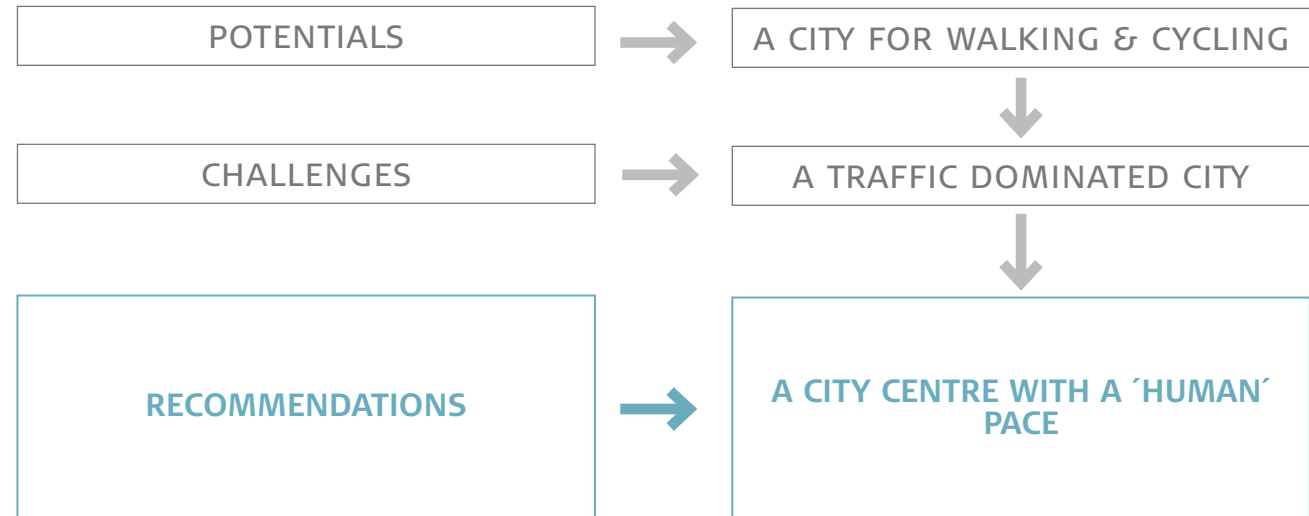 POTENTIALS
A CITY FOR WALKING & CYCLING
CHALLENGES
A TRAFFIC DOMINATED CITY
RECOMMENDATIONS
A CITY CENTRE WITH A ´HUMAN´
PACE